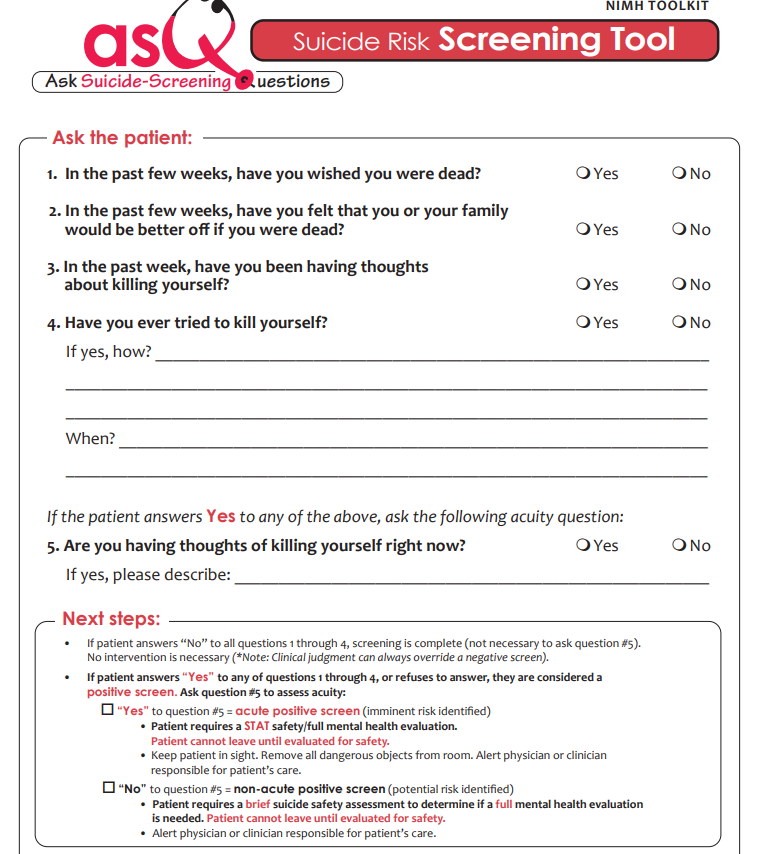 NIMH TOOLKIT
asQ
Suicide Risk Screening Tool
Ask Suicide-Screening Questions
Ask the patient:
1. In the past few weeks, have you wished you were dead? Yes No
2. In the past few weeks, have you felt that you or your family
would be better off if you were dead? Yes No
3. In the past week, have you been having thoughts
about killing yourself? Yes No
4. Have you ever tried to kill yourself? Yes No
If yes, how?
When?
If the patient answers Yes to any of the above, ask the following acuity question:
5. Are you having thoughts of killing yourself right now? Yes No
If yes, please describe:
Next steps:
• If patient answers “No” to all questions 1 through 4, screening is complete (not necessary to ask question #5).
No intervention is necessary (*Note: Clinical judgment can always override a negative screen).
• If patient answers “Yes” to any of questions 1 through 4, or refuses to answer, they are considered a
positive screen. Ask question #5 to assess acuity:
“Yes” to question #5 = acute positive screen (imminent risk identified)
• Patient requires a STAT safety/full mental health evaluation.
Patient cannot leave until evaluated for safety.
• Keep patient in sight. Remove all dangerous objects from room. Alert physician or clinician
responsible for patient’s care.
“No” to question #5 = non-acute positive screen (potential risk identified)
• Patient requires a brief suicide safety assessment to determine if a full mental health evaluation
is needed. Patient cannot leave until evaluated for safety.
• Alert physician or clinician responsible for patient’s care.